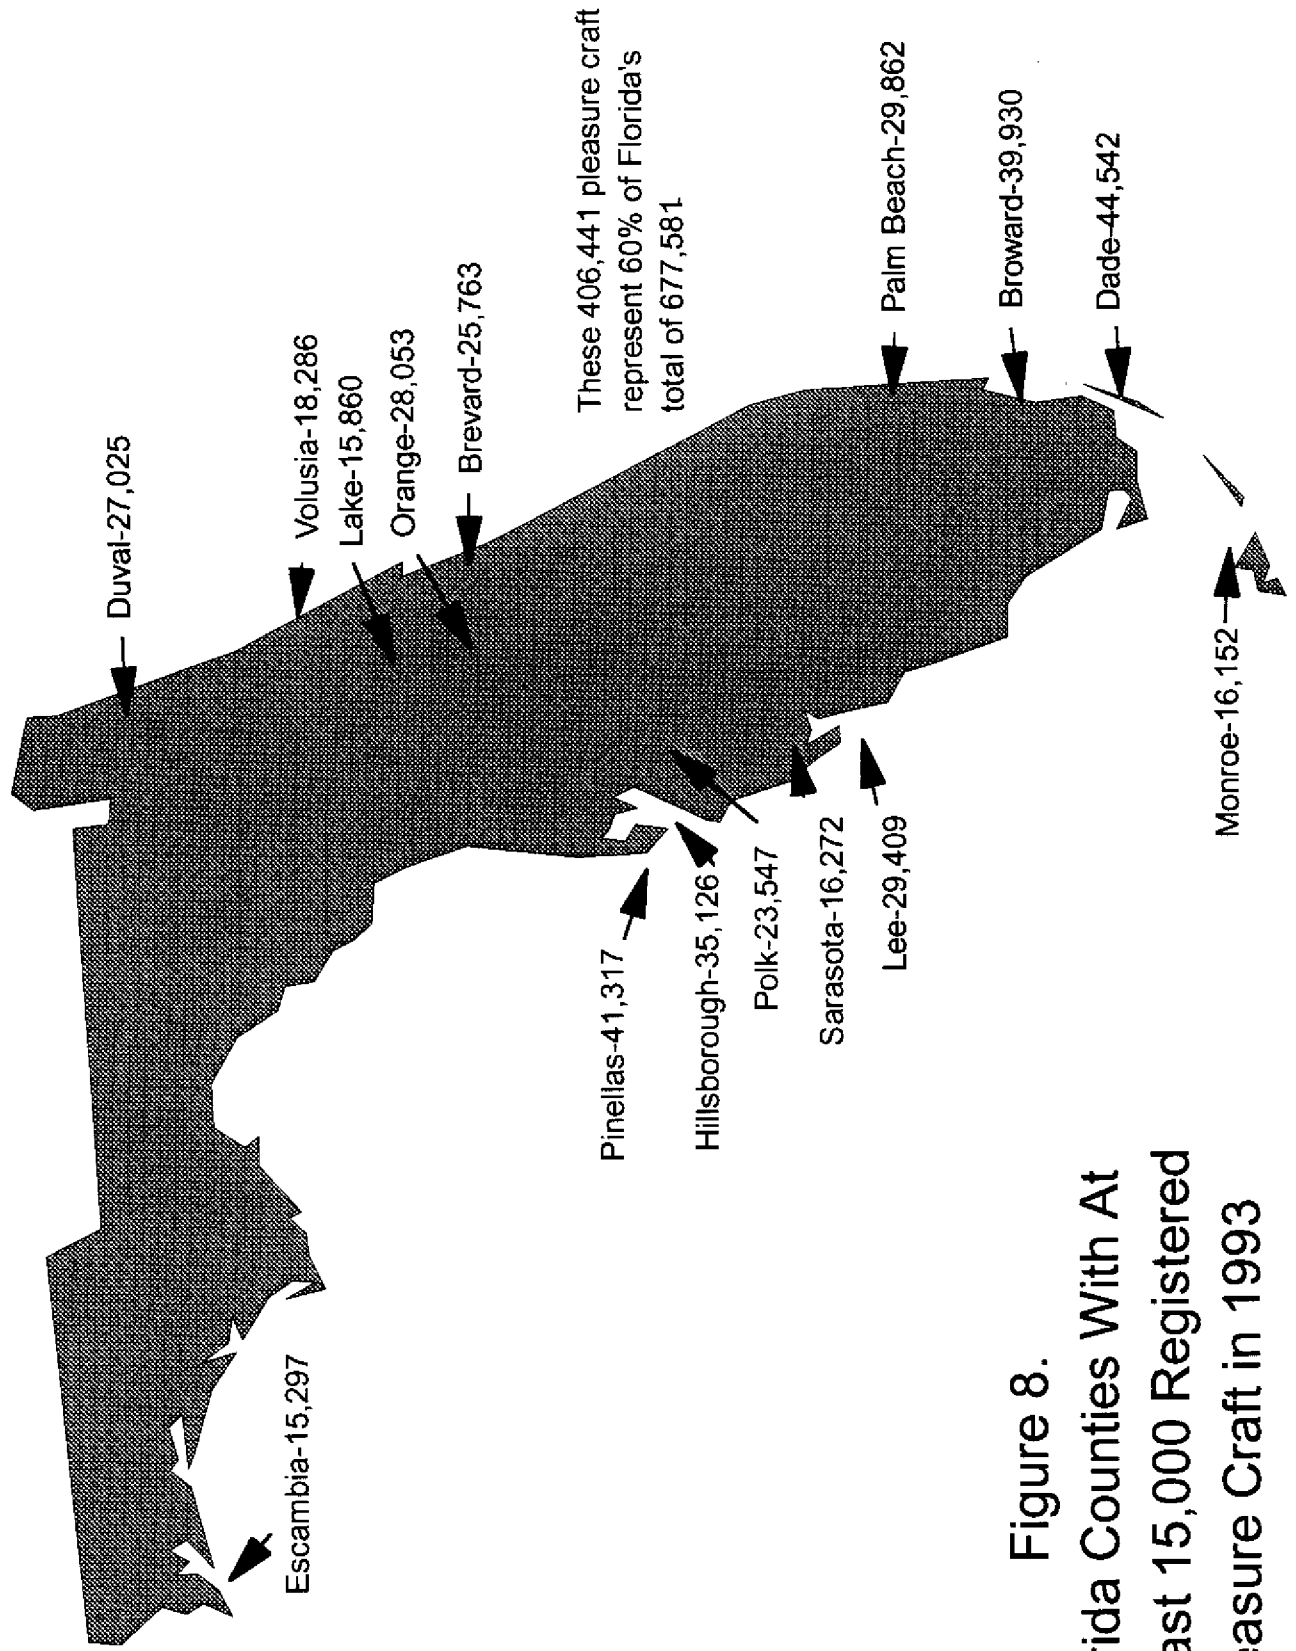 Duval-27,025
Volusia-18,286
Lake-15,860
Orange-28,053
Brevard-25,763
These 406,441 pleasure craft
represent 60% of Florida's
total of 677,581
Palm Beach-29,862
Broward-39,930
Dade-44,542
Escambia-15,297
Pinellas-41,317
Hillsborough-35,126
Polk-23,547
Sarasota-16,272
Lee-29,409
Monroe-16,152
Figure 8.
rida Counties With At
ast 15,000 Registered
easure Craft in 1993